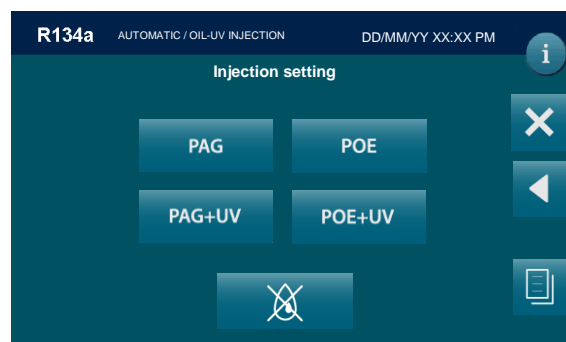 R134a AUTOMATIC / OIL-UV INJECTION DD/MM/YY XX:XX PM
i
Injection setting
PAG POE
PAG+UV POE+UV